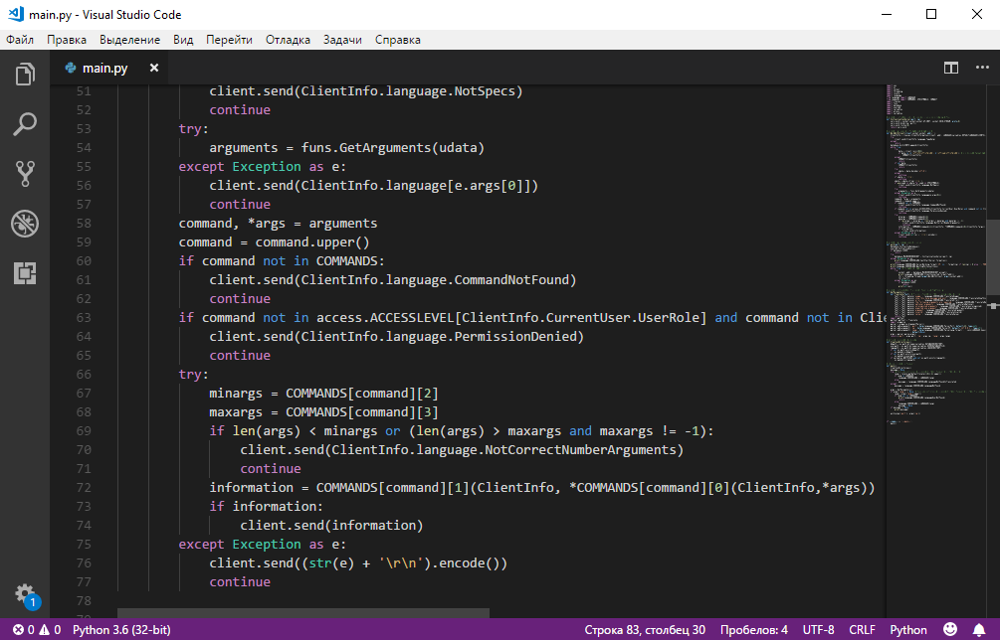 main.py - Visual Studio Code
Файл Правка Выделение Вид Перейти Отладка Задачи Справка
main.py
51 client.send(ClientInfo.language.NotSpecs)
52 continue
53 try:
54 arguments = funs.GetArguments(udata)
55 except Exception as e:
56 client.send(ClientInfo.language[e.args[0]])
57 continue
58 command, *args = arguments
59 command = command.upper()
60 if command not in COMMANDS:
61 client.send(ClientInfo.language.CommandNotFound)
62 continue
63 if command not in access.ACCESSLEVEL[ClientInfo.CurrentUser.UserRole] and command not in Clie
64 client.send(ClientInfo.language.PermissionDenied)
65 continue
66 try:
67 minargs = COMMANDS[command][2]
68 maxargs = COMMANDS[command][3]
69 if len(args) < minargs or (len(args) > maxargs and maxargs != -1):
70 client.send(ClientInfo.language.NotCorrectNumberArguments)
71 continue
72 information = COMMANDS[command][1](ClientInfo, *COMMANDS[command][0](ClientInfo,*args))
73 if information:
74 client.send(information)
75 except Exception as e:
76 client.send((str(e) + '\r\n').encode())
77 continue
78
1
0 0 Python 3.6 (32-bit) Строка 83, столбец 30 Пробелов: 4 UTF-8 CRLF Python